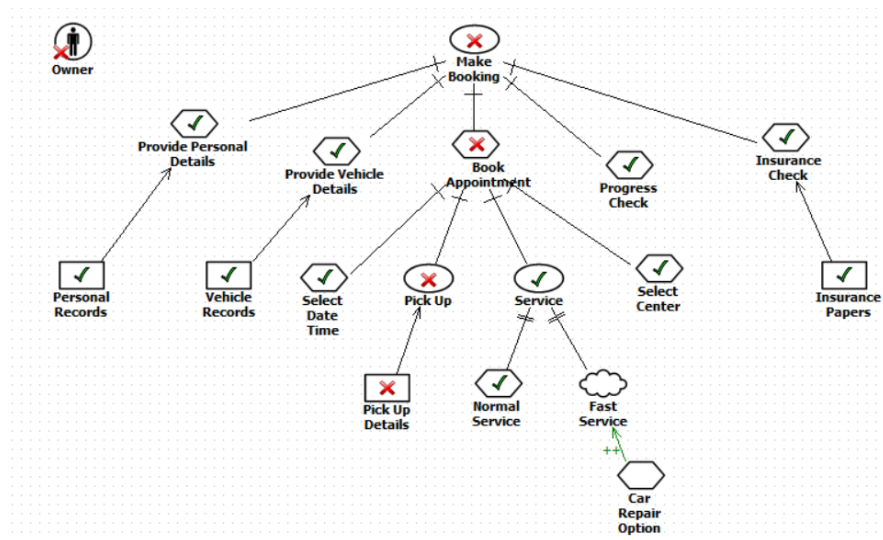 Owner
Make
Booking
Provide Personal
Details
Provide Vehicle
Details
Book
Appointment
Progress
Check
Insurance
Check
Personal
Records
Vehicle
Records
Select
Date
Time
Pick Up
Service
Select
Center
Insurance
Papers
Pick Up
Details
Normal
Service
Fast
Service
++
Car
Repair
Option